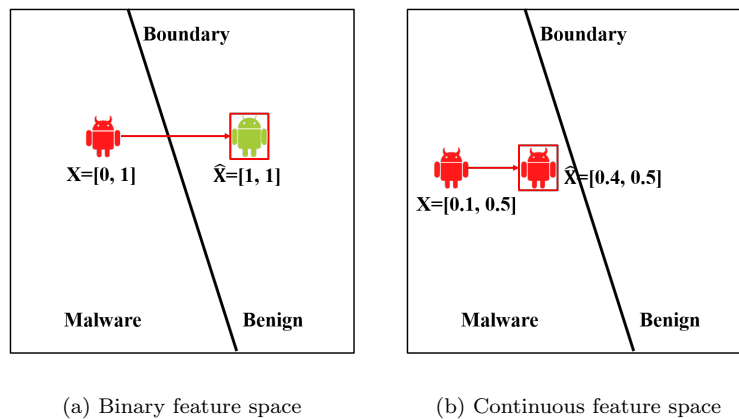 Boundary
X=[0, 1]
X̂=[1, 1]
Malware
Benign
(a) Binary feature space
Boundary
X=[0.1, 0.5]
X̂=[0.4, 0.5]
Malware
Benign
(b) Continuous feature space